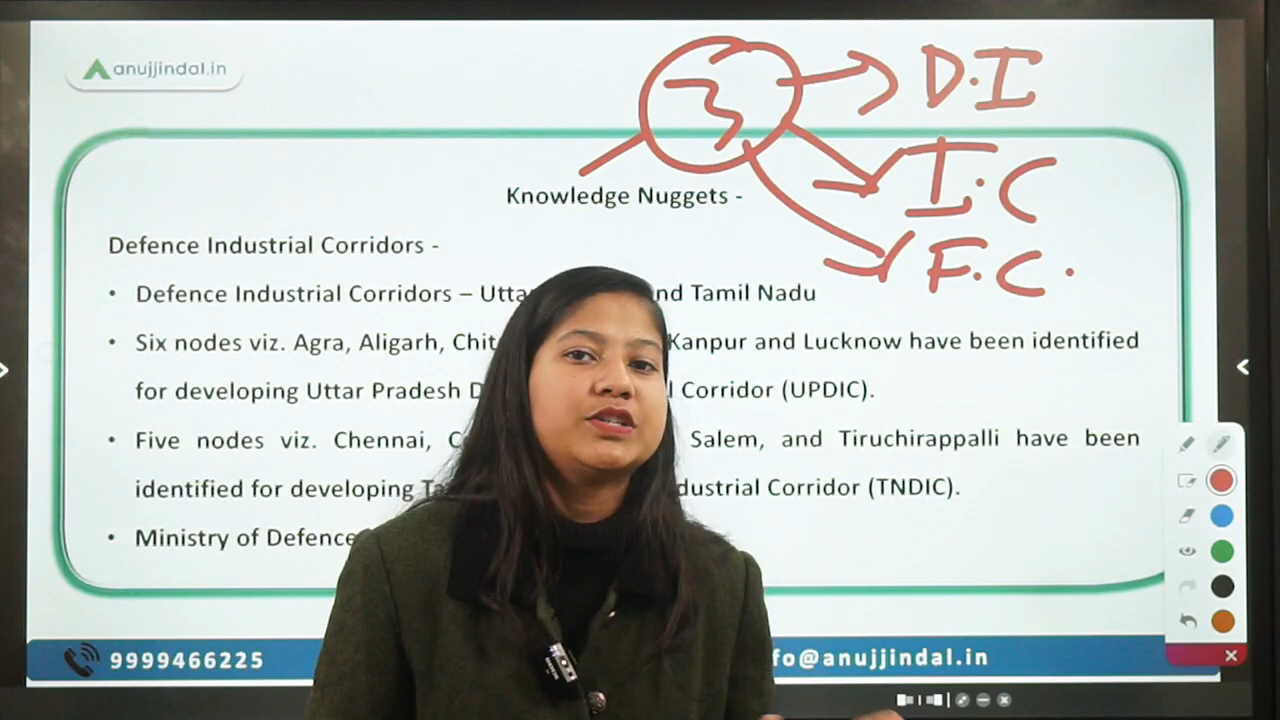 anujjindal.in
3
D.I
I.C
F.C.
Knowledge Nuggets -
Defence Industrial Corridors -
• Defence Industrial Corridors – Utta nd Tamil Nadu
• Six nodes viz. Agra, Aligarh, Chit Kanpur and Lucknow have been identified
for developing Uttar Pradesh D l Corridor (UPDIC).
• Five nodes viz. Chennai, C Salem, and Tiruchirappalli have been
identified for developing Ta dustrial Corridor (TNDIC).
• Ministry of Defence
9999466225
fo@anujjindal.in